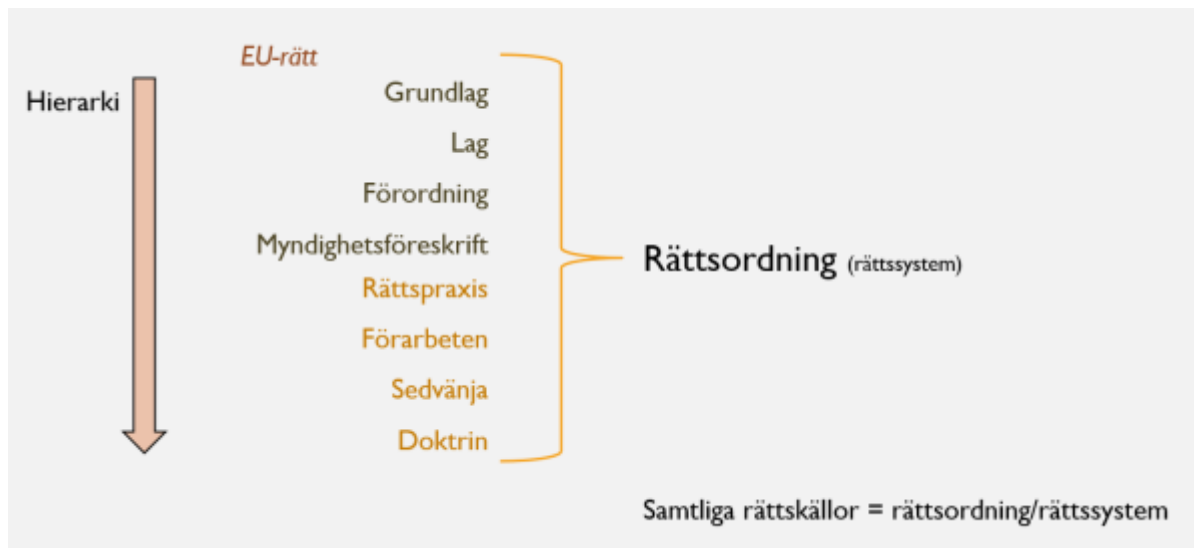 EU-rätt
Hierarki
Grundlag
Lag
Förordning
Myndighetsföreskrift
Rättspraxis
Förarbeten
Sedvänja
Doktrin
Rättsordning (rättssystem)
Samtliga rättskällor = rättsordning/rättssystem